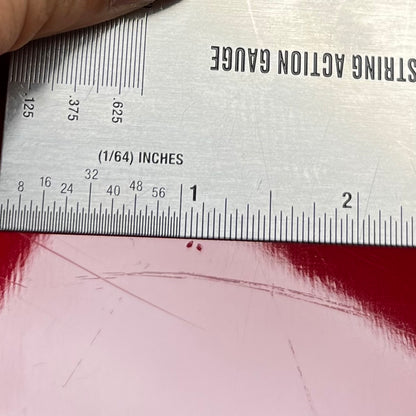 STRING ACTION GAUGE
.125
.375
.625
(1/64) INCHES
8 16 24 32 40 48 56 1 2